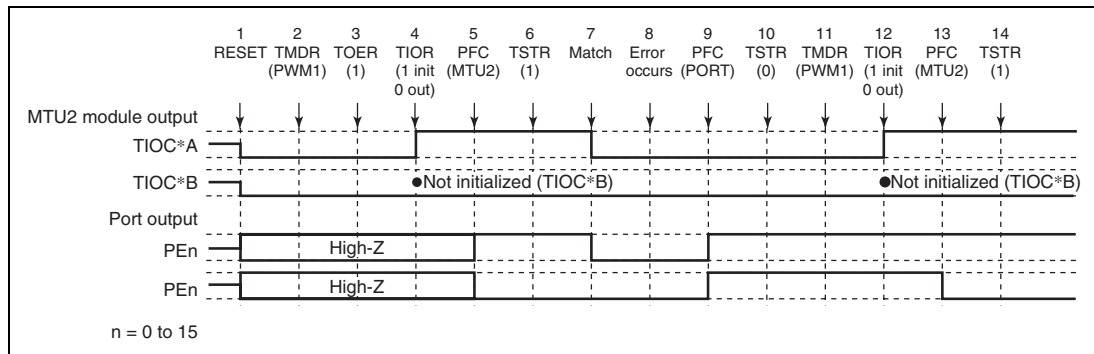 1 2 3 4 5 6 7 8 9 10 11 12 13 14
RESET TMDR TOER TIOR PFC TSTR Match Error PFC TSTR TMDR TIOR PFC TSTR
(PWM1) (1) (1 init (MTU2) (1) occurs (PORT) (0) (PWM1) (1 init (MTU2) (1)
0 out) 0 out)
MTU2 module output
TIOC*A
TIOC*B ●Not initialized (TIOC*B) ●Not initialized (TIOC*B)
Port output
PEn High-Z
PEn High-Z
n = 0 to 15